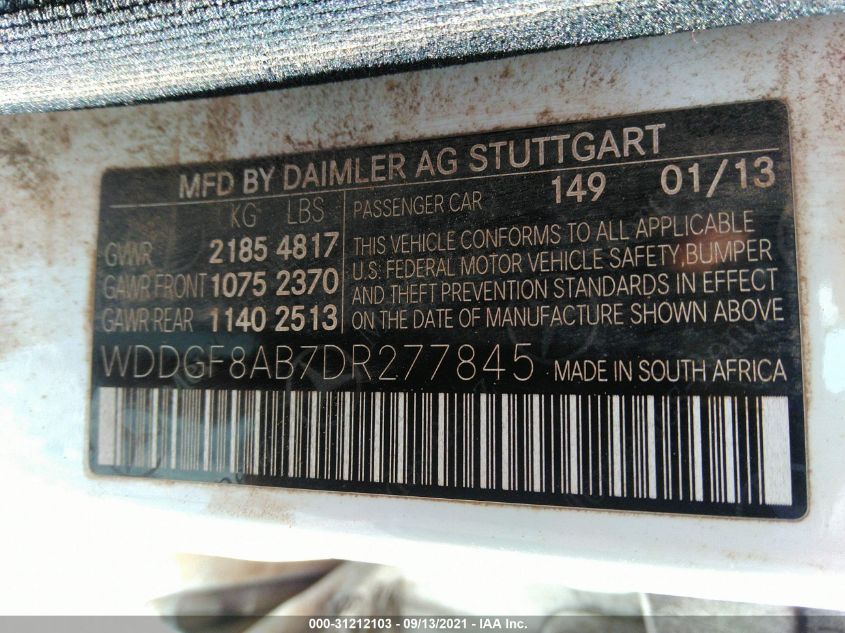 MFD BY DAIMLER AG STUTTGART
KG LBS
GVWR 2185 4817
GAWR FRONT 1075 2370
GAWR REAR 1140 2513
PASSENGER CAR 149 01/13
THIS VEHICLE CONFORMS TO ALL APPLICABLE
U.S. FEDERAL MOTOR VEHICLE SAFETY,BUMPER
AND THEFT PREVENTION STANDARDS IN EFFECT
ON THE DATE OF MANUFACTURE SHOWN ABOVE
WDDGF8AB7DR277845 MADE IN SOUTH AFRICA
000-31212103 - 09/13/2021 - IAA Inc.